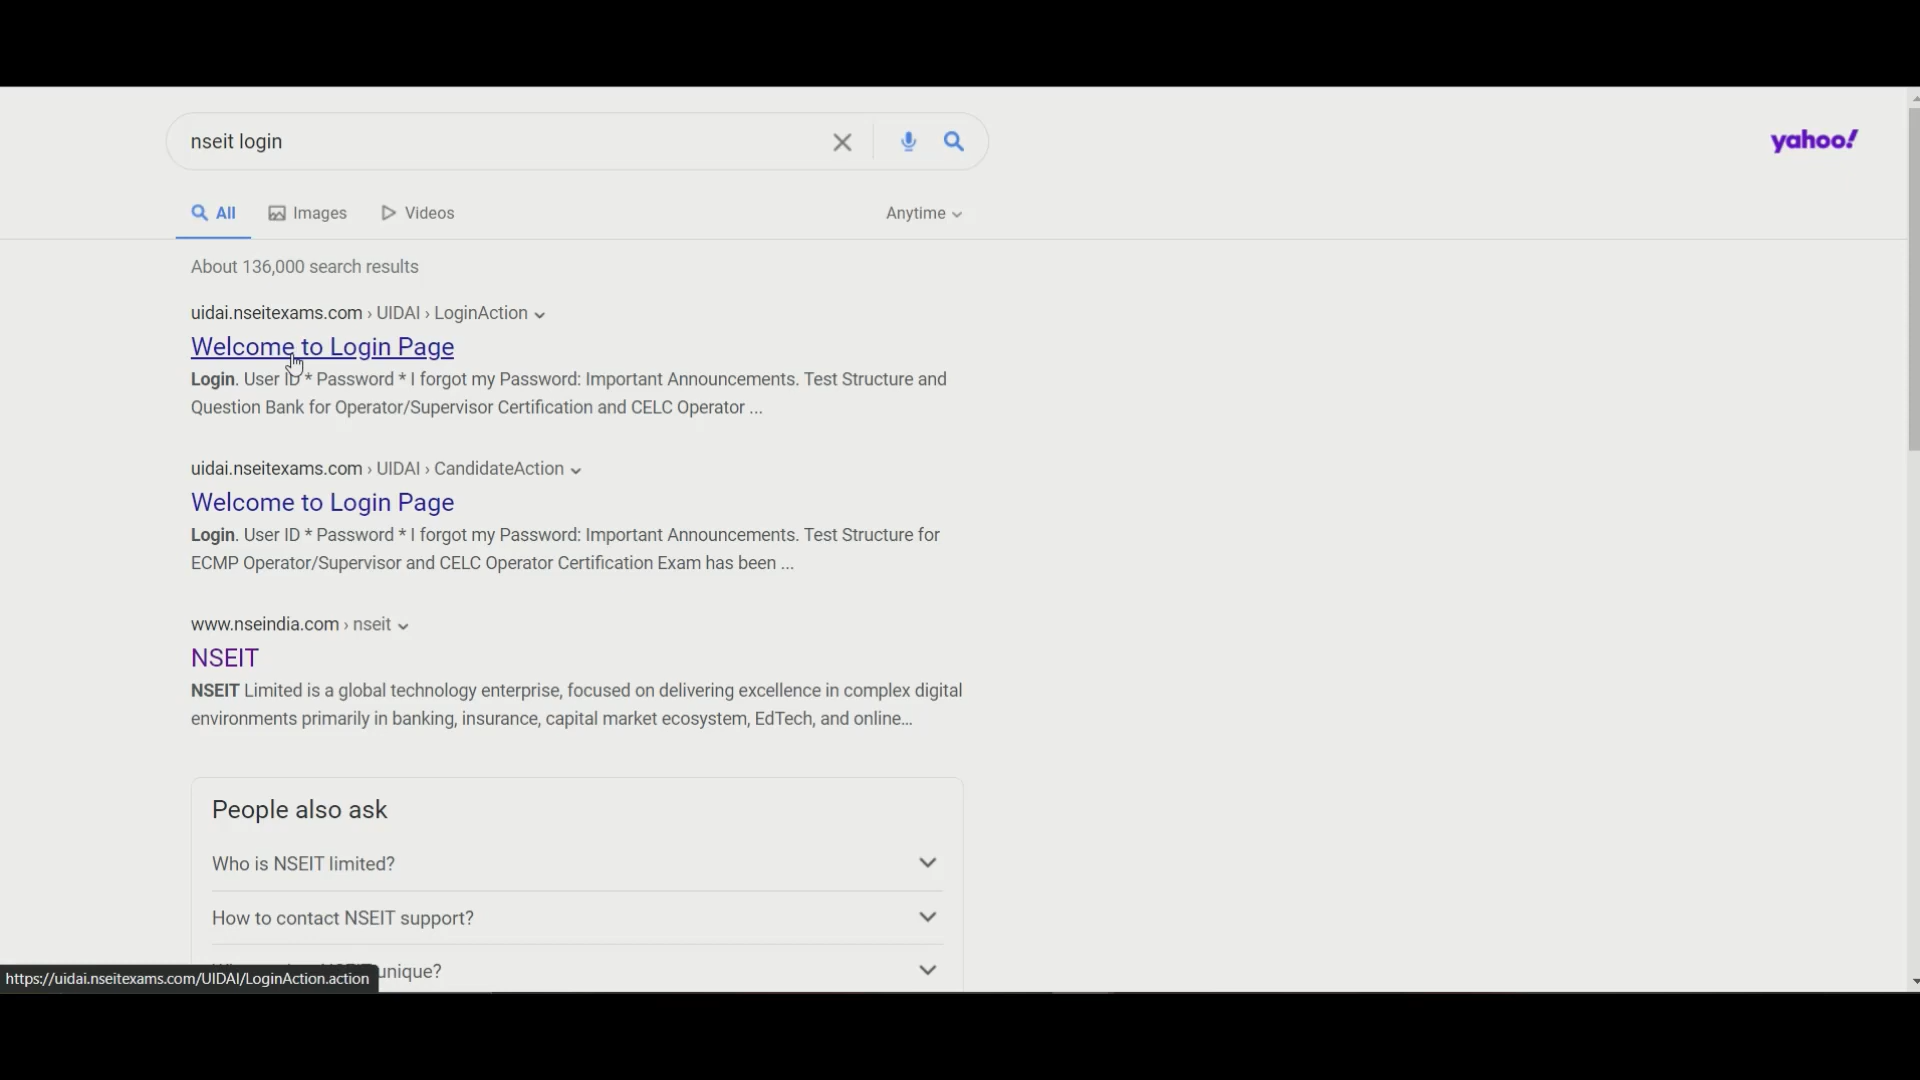 nseit login
yahoo!
All Images Videos Anytime
About 136,000 search results
uidai.nseitexams.com › UIDAI › LoginAction
Welcome to Login Page
Login. User ID * Password * I forgot my Password: Important Announcements. Test Structure and
Question Bank for Operator/Supervisor Certification and CELC Operator ...
uidai.nseitexams.com › UIDAI › CandidateAction
Welcome to Login Page
Login. User ID * Password * I forgot my Password: Important Announcements. Test Structure for
ECMP Operator/Supervisor and CELC Operator Certification Exam has been ...
www.nseindia.com › nseit
NSEIT
NSEIT Limited is a global technology enterprise, focused on delivering excellence in complex digital
environments primarily in banking, insurance, capital market ecosystem, EdTech, and online...
People also ask
Who is NSEIT limited?
How to contact NSEIT support?
unique?
https://uidai.nseitexams.com/UIDAI/LoginAction.action